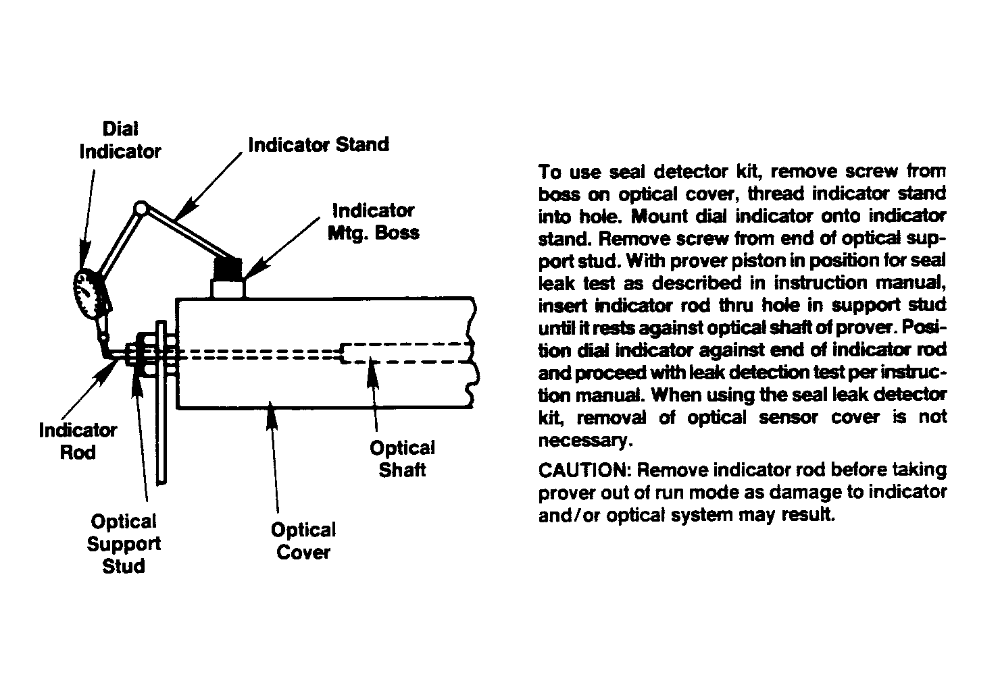 Dial
Indicator
Indicator Stand
Indicator
Mtg. Boss
Indicator
Rod
Optical
Support
Stud
Optical
Cover
Optical
Shaft
To use seal detector kit, remove screw from
boss on optical cover, thread indicator stand
into hole. Mount dial indicator onto indicator
stand. Remove screw from end of optical sup-
port stud. With prover piston in position for seal
leak test as described in instruction manual,
insert indicator rod thru hole in support stud
until it rests against optical shaft of prover. Posi-
tion dial indicator against end of indicator rod
and proceed with leak detection test per instruc-
tion manual. When using the seal leak detector
kit, removal of optical sensor cover is not
necessary.
CAUTION: Remove indicator rod before taking
prover out of run mode as damage to indicator
and/or optical system may result.